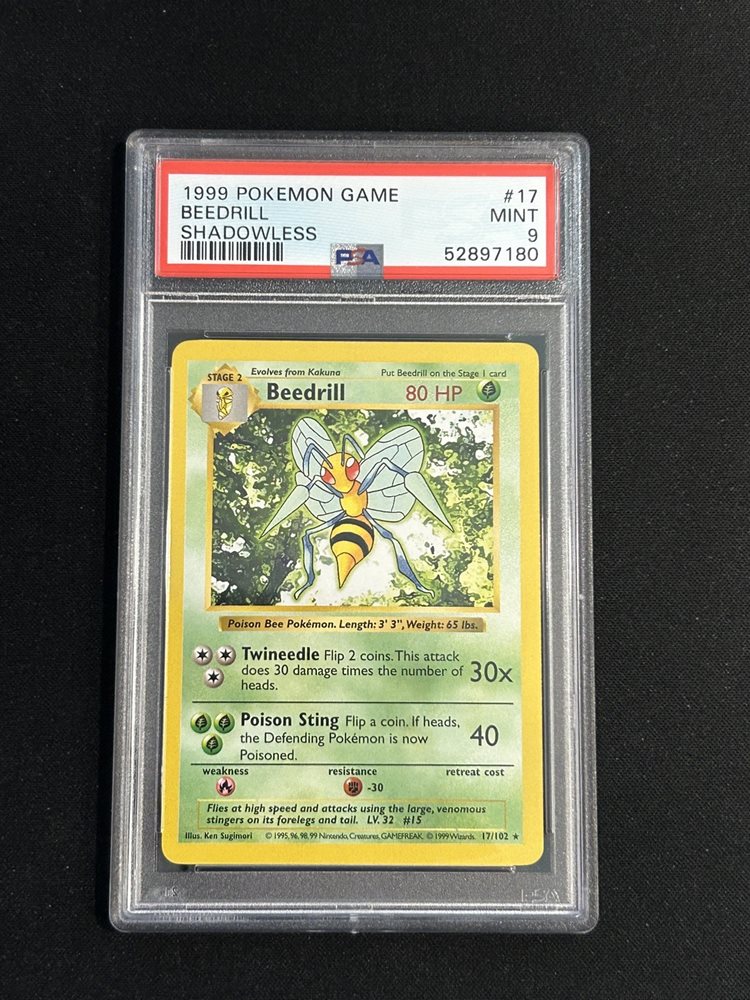 1999 POKEMON GAME #17
BEEDRILL MINT
SHADOWLESS 9
PSA 52897180
STAGE 2 Evolves from Kakuna Put Beedrill on the Stage 1 card
Beedrill 80 HP
Poison Bee Pokémon. Length: 3' 3", Weight: 65 lbs.
Twineedle Flip 2 coins. This attack
does 30 damage times the number of 30x
heads.
Poison Sting Flip a coin. If heads,
the Defending Pokémon is now 40
Poisoned.
weakness resistance retreat cost
-30
Flies at high speed and attacks using the large, venomous
stingers on its forelegs and tail. LV. 32 #15
Illus. Ken Sugimori © 1995, 96, 98, 99 Nintendo, Creatures, GAMEFREAK. © 1999 Wizards. 17/102 ★